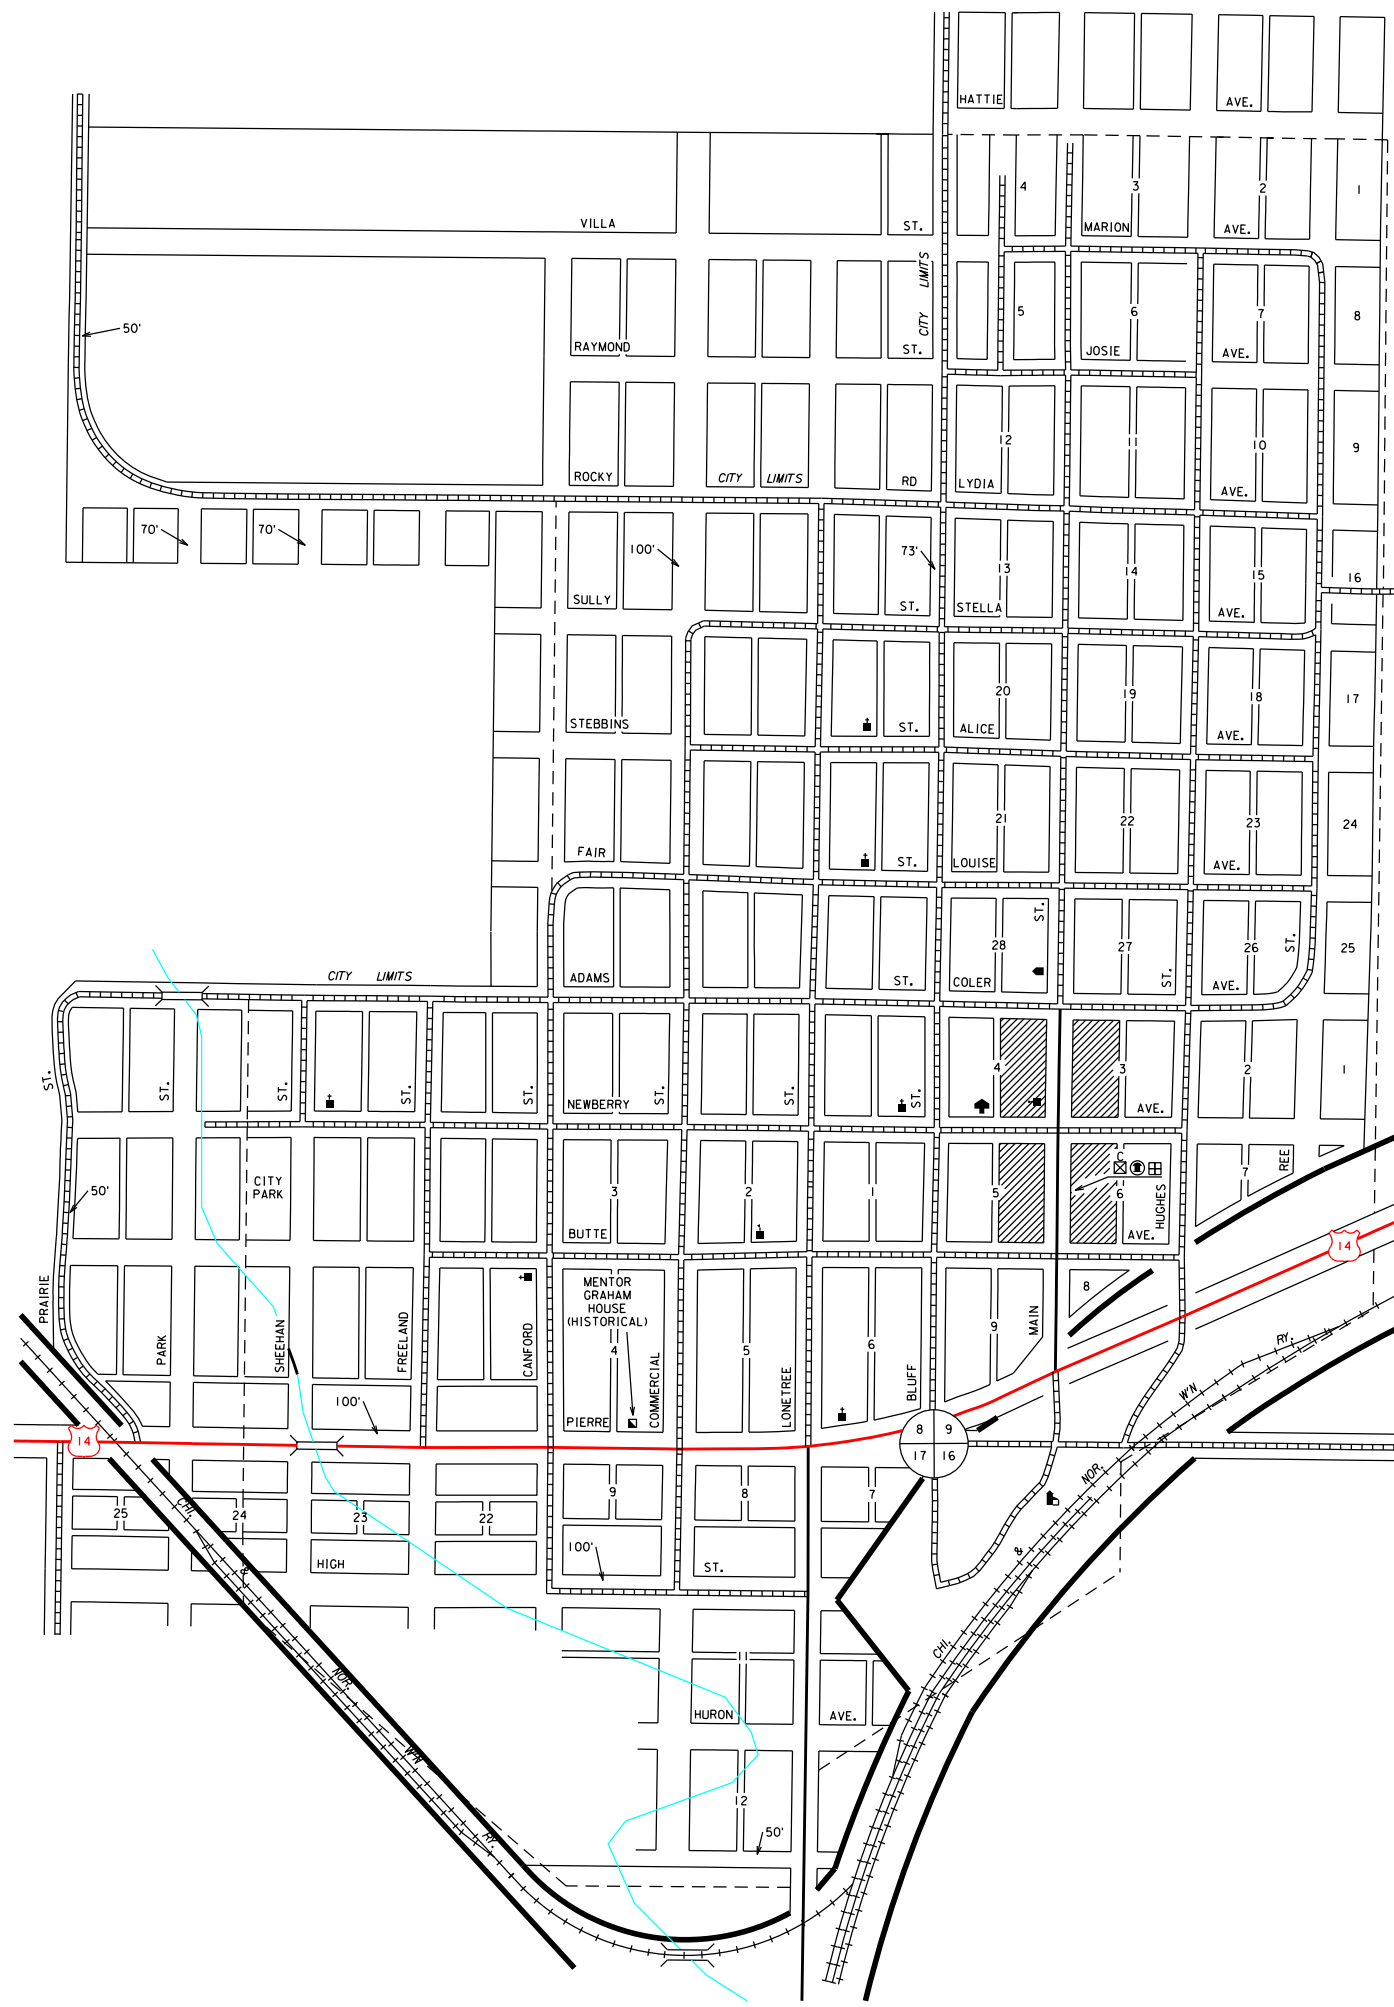 HATTIE AVE.
4 3 2 1
VILLA ST. MARION AVE.
CITY LIMITS
50' 5 6 7 8
RAYMOND ST. JOSIE AVE.
12 11 10 9
ROCKY CITY LIMITS RD LYDIA AVE.
70' 70' 100' 73' 13 14 15 16
SULLY ST. STELLA AVE.
20 19 18 17
STEBBINS ST. ALICE AVE.
21 22 23 24
FAIR ST. LOUISE AVE.
ST. ST.
28 27 26 25
CITY LIMITS ADAMS ST. COLER ST. AVE.
4 3 2 1
ST. ST. ST. ST. ST. ST. ST. ST.
NEWBERRY AVE.
C
REE
7
CITY
PARK
50' 3 2 1 5 6
HUGHES
BUTTE AVE.
14
MENTOR
GRAHAM
HOUSE
(HISTORICAL)
8
PRAIRIE PARK SHEEHAN FREELAND CANFORD COMMERCIAL LONETREE BLUFF MAIN
4 5 6 9
RY.
W'N
100' PIERRE
14
8 9
17 16
NOR.
9 8 7
CHI.
25 24 23 22
HIGH 100' ST.
R.
&
CHI.
11
NOR.
HURON AVE.
W'N
12
50'
RY.